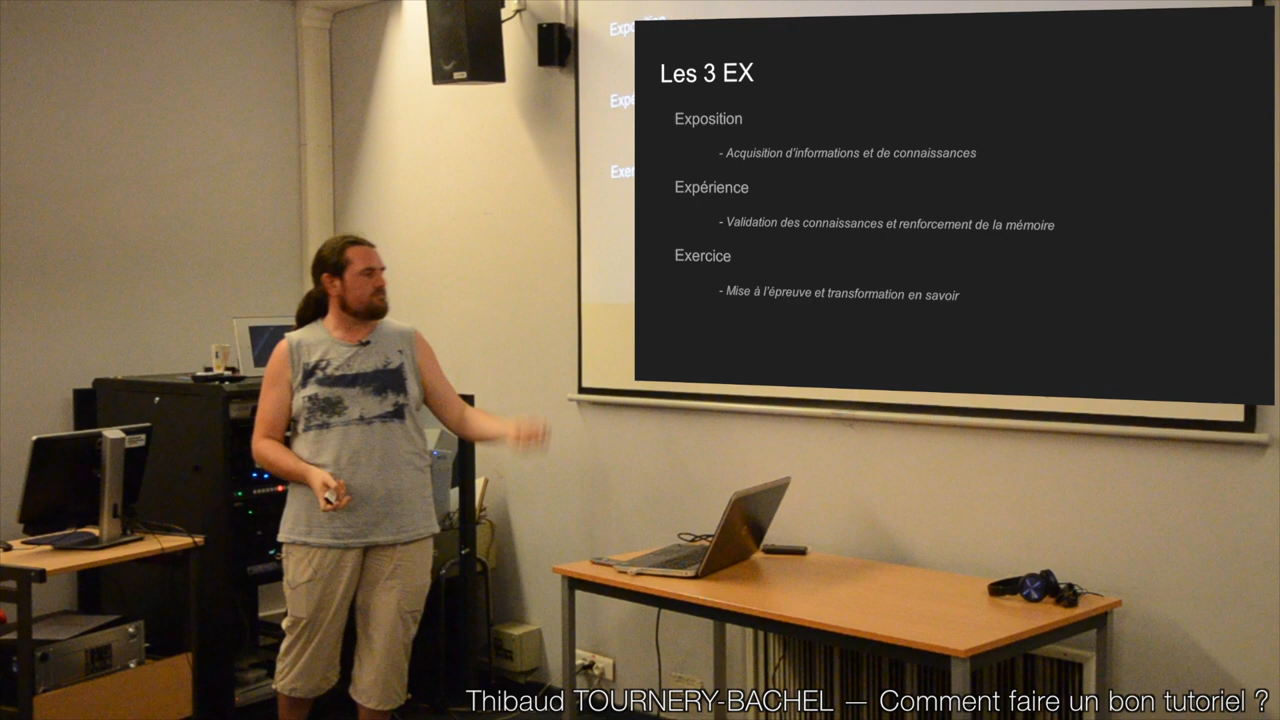 Les 3 EX
Exposition
- Acquisition d'informations et de connaissances
Expérience
- Validation des connaissances et renforcement de la mémoire
Exercice
- Mise à l'épreuve et transformation en savoir
Thibaud TOURNERY-BACHEL — Comment faire un bon tutoriel ?